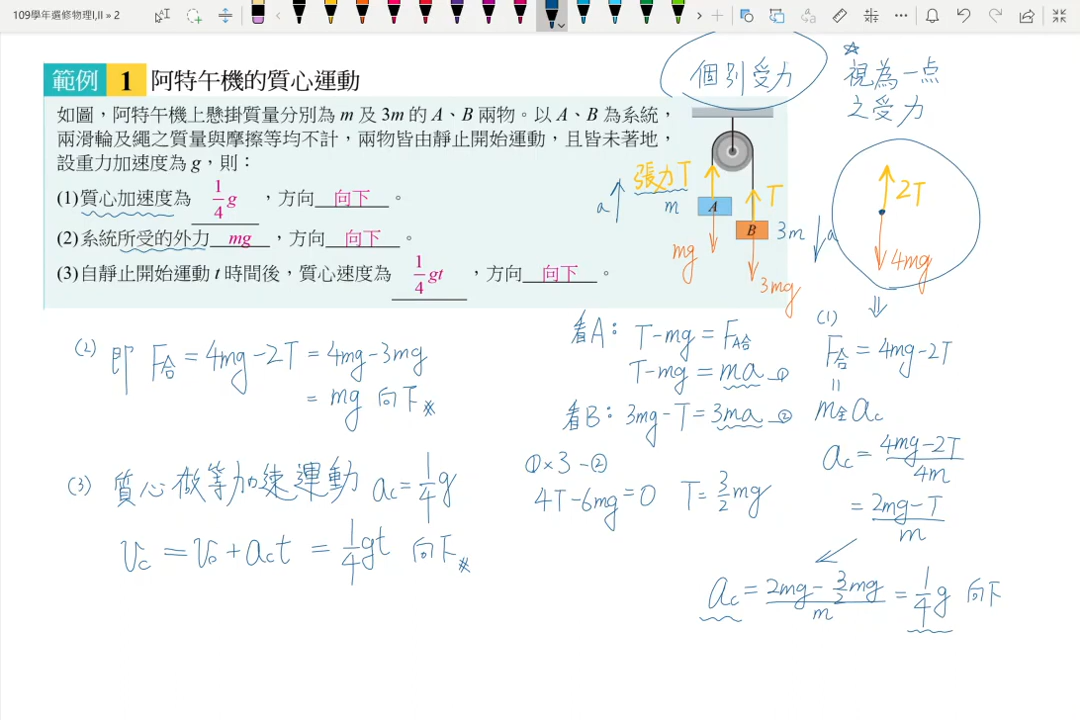 109學年選修物理I,II » 2
範例 1 阿特午機的質心運動
如圖，阿特午機上懸掛質量分別為 m 及 3m 的 A、B 兩物。以 A、B 為系統，
兩滑輪及繩之質量與摩擦等均不計，兩物皆由靜止開始運動，且皆未著地，
設重力加速度為 g，則：
(1)質心加速度為 1/4 g ，方向 向下 。
(2)系統所受的外力 mg ，方向 向下 。
(3)自靜止開始運動 t 時間後，質心速度為 1/4 gt ，方向 向下 。
個別受力
張力 T
T
a
m
A
B
3m
a
mg
3mg
☆
視為一點
之受力
2T
4mg
⇓
(1)
F合 = 4mg-2T
=
m全 ac
ac = (4mg-2T)/4m
= (2mg-T)/m
ac = (2mg - 3/2 mg)/m = 1/4 g 向下
看A: T-mg = FA合
T-mg = ma —①
看B: 3mg-T = 3ma —②
①×3-②
4T-6mg=0 T= 3/2 mg
(2) 即 F合 = 4mg-2T = 4mg-3mg
= mg 向下※
(3) 質心做等加速運動 ac = 1/4 g
vc = v0 + act = 1/4 gt 向下※